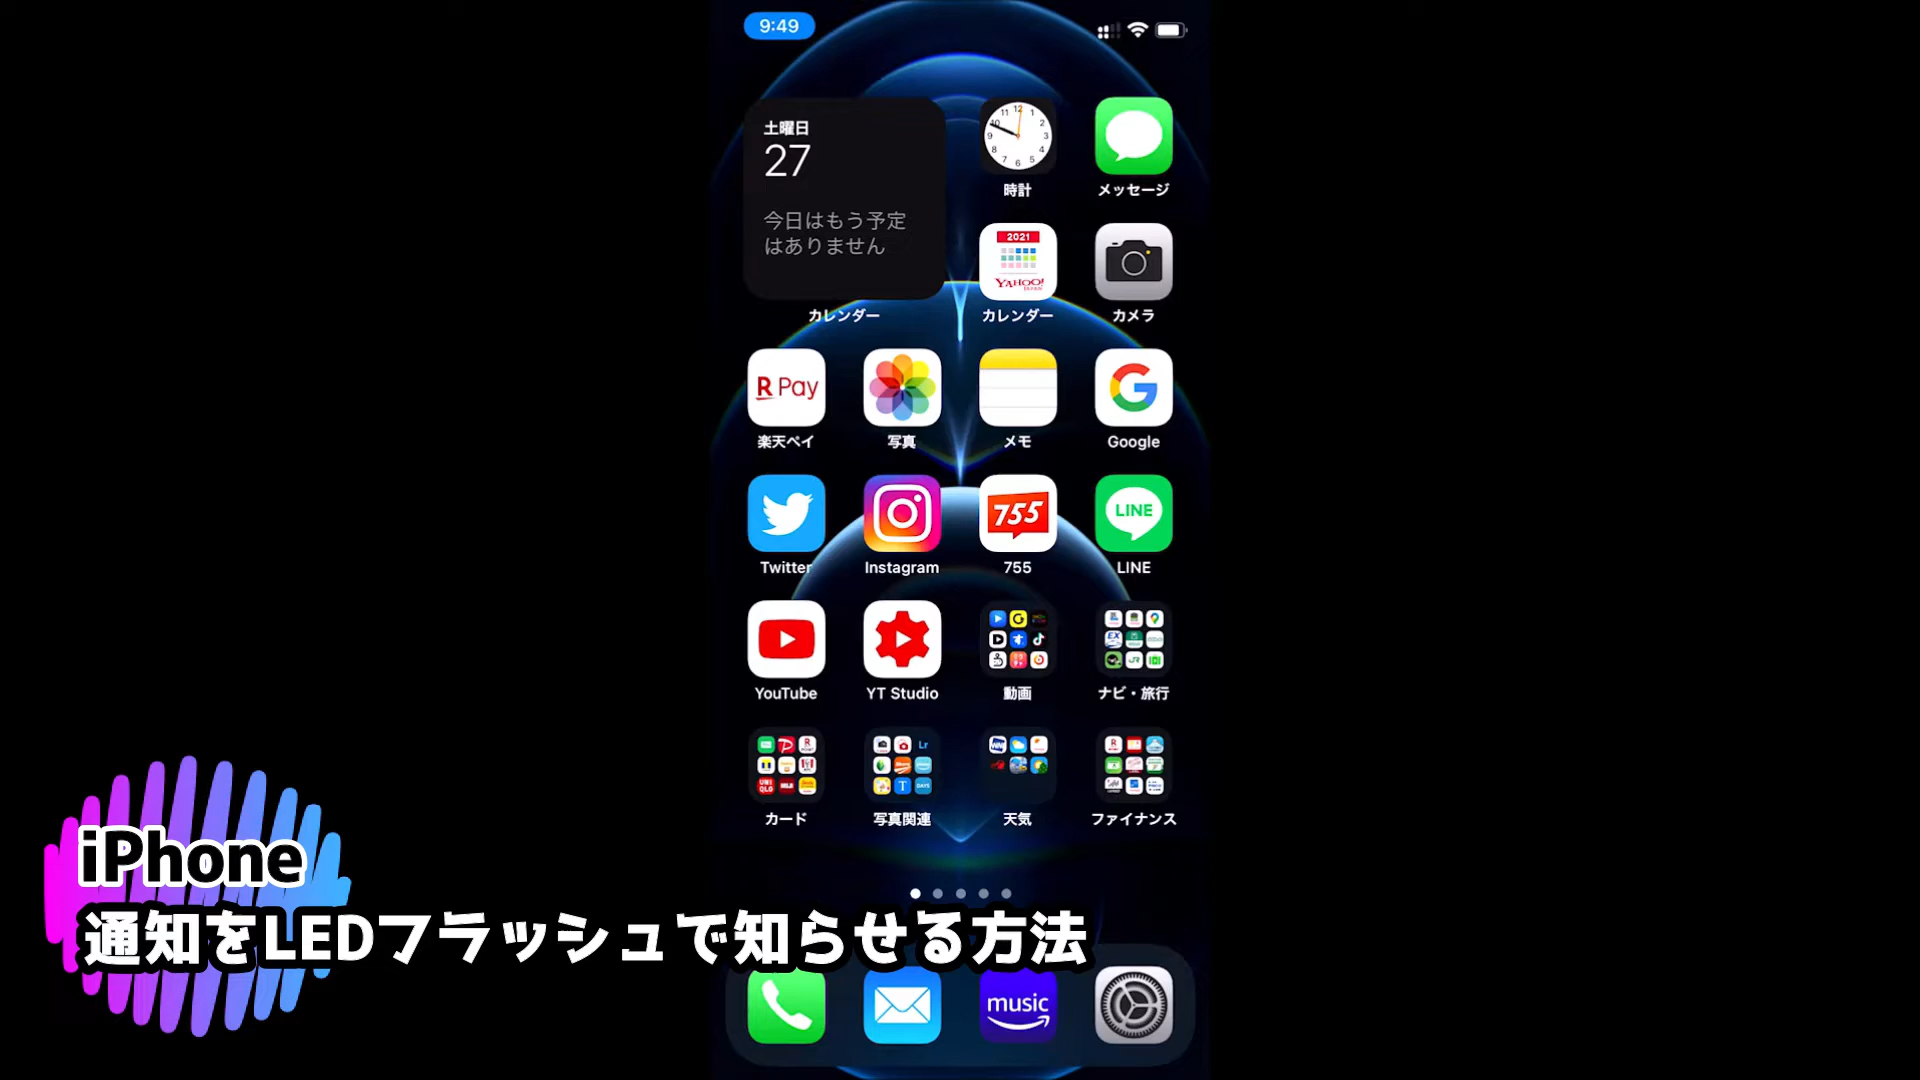 9:49
土曜日
27
今日はもう予定
はありません
カレンダー
時計
メッセージ
2021
YAHOO!
JAPAN
カレンダー
カメラ
R Pay
楽天ペイ
写真
メモ
Google
Twitter
Instagram
755
755
LINE
LINE
YouTube
YT Studio
動画
ナビ・旅行
カード
写真関連
天気
ファイナンス
iPhone
通知をLEDフラッシュで知らせる方法
music